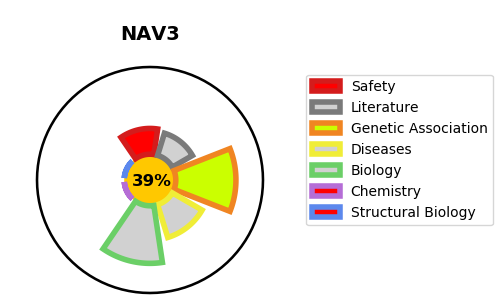 NAV3
39%
Safety
Literature
Genetic Association
Diseases
Biology
Chemistry
Structural Biology